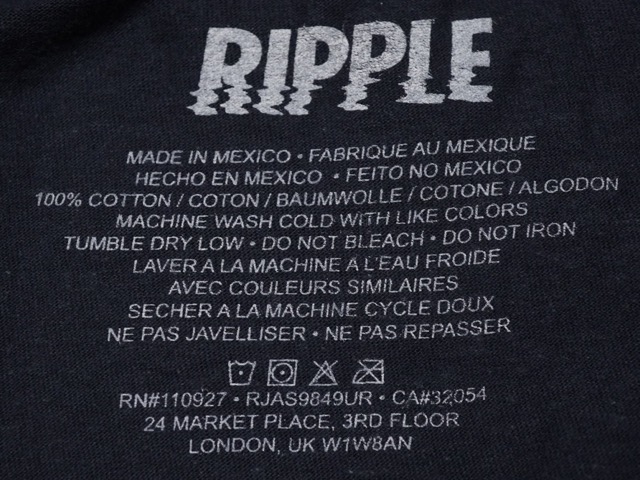 RIPPLE
MADE IN MEXICO • FABRIQUE AU MEXIQUE
HECHO EN MEXICO • FEITO NO MEXICO
100% COTTON / COTON / BAUMWOLLE / COTONE / ALGODON
MACHINE WASH COLD WITH LIKE COLORS
TUMBLE DRY LOW • DO NOT BLEACH • DO NOT IRON
LAVER A LA MACHINE À L'EAU FROIDE
AVEC COULEURS SIMILAIRES
SECHER A LA MACHINE CYCLE DOUX
NE PAS JAVELLISER • NE PAS REPASSER
RN#110927 • RJAS9849UR • CA#32054
24 MARKET PLACE, 3RD FLOOR
LONDON, UK W1W8AN